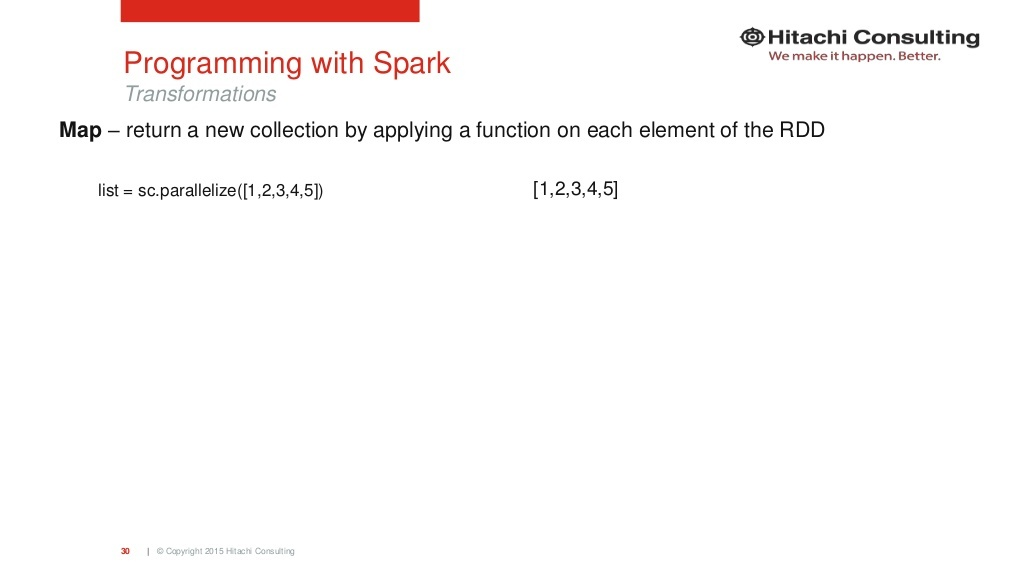 Hitachi Consulting
We make it happen. Better.
Programming with Spark
Transformations
Map – return a new collection by applying a function on each element of the RDD
list = sc.parallelize([1,2,3,4,5]) [1,2,3,4,5]
30 | © Copyright 2015 Hitachi Consulting